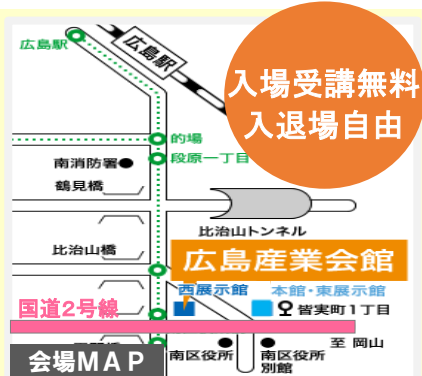 広島駅
広島駅
入場受講無料
入退場自由
的場
段原一丁目
南消防署
鶴見橋
比治山トンネル
比治山橋
広島産業会館
西展示館
本館・東展示館
国道2号線
皆実町1丁目
会場MAP
南区役所
南区役所
別館
至 岡山